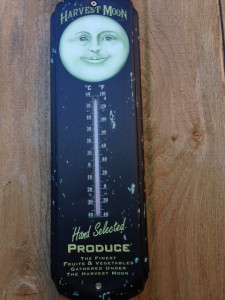 HARVEST MOON
°C °F
Hand Selected
PRODUCE
THE FINEST
FRUITS & VEGETABLES
GATHERED UNDER
THE HARVEST MOON